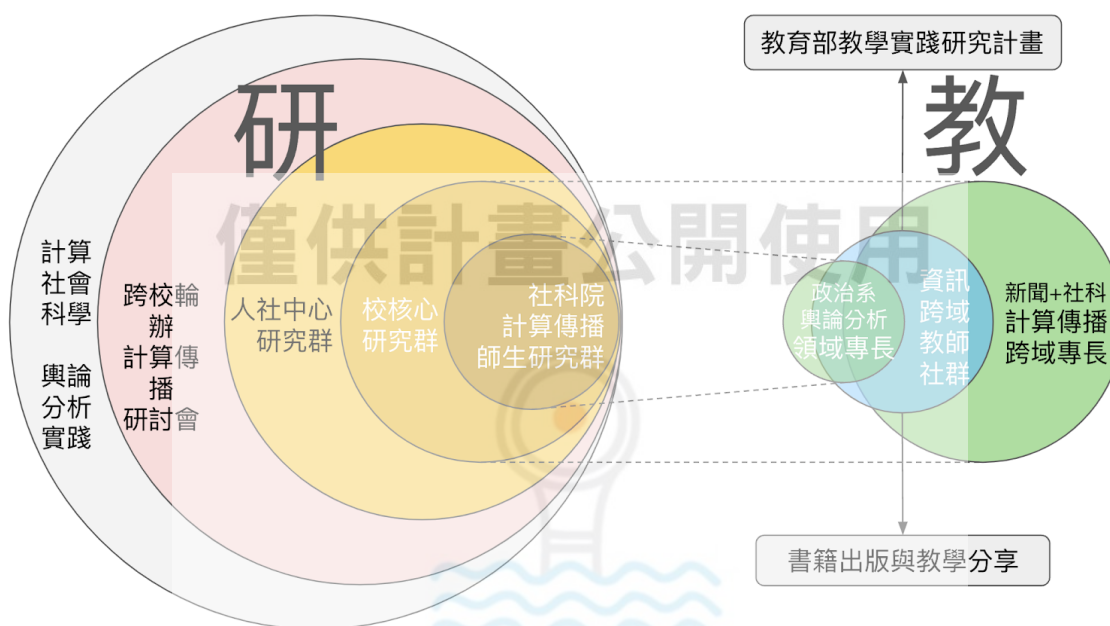 研
教
教育部教學實踐研究計畫
僅供計畫公開使用
計算
社會
科學
輿論
分析
實踐
跨校輪
辦
計算傳
播
研討會
人社中心
研究群
校核心
研究群
社科院
計算傳播
師生研究群
政治系
輿論分析
領域專長
資訊
跨域
教師
社群
新聞+社科
計算傳播
跨域專長
書籍出版與教學分享